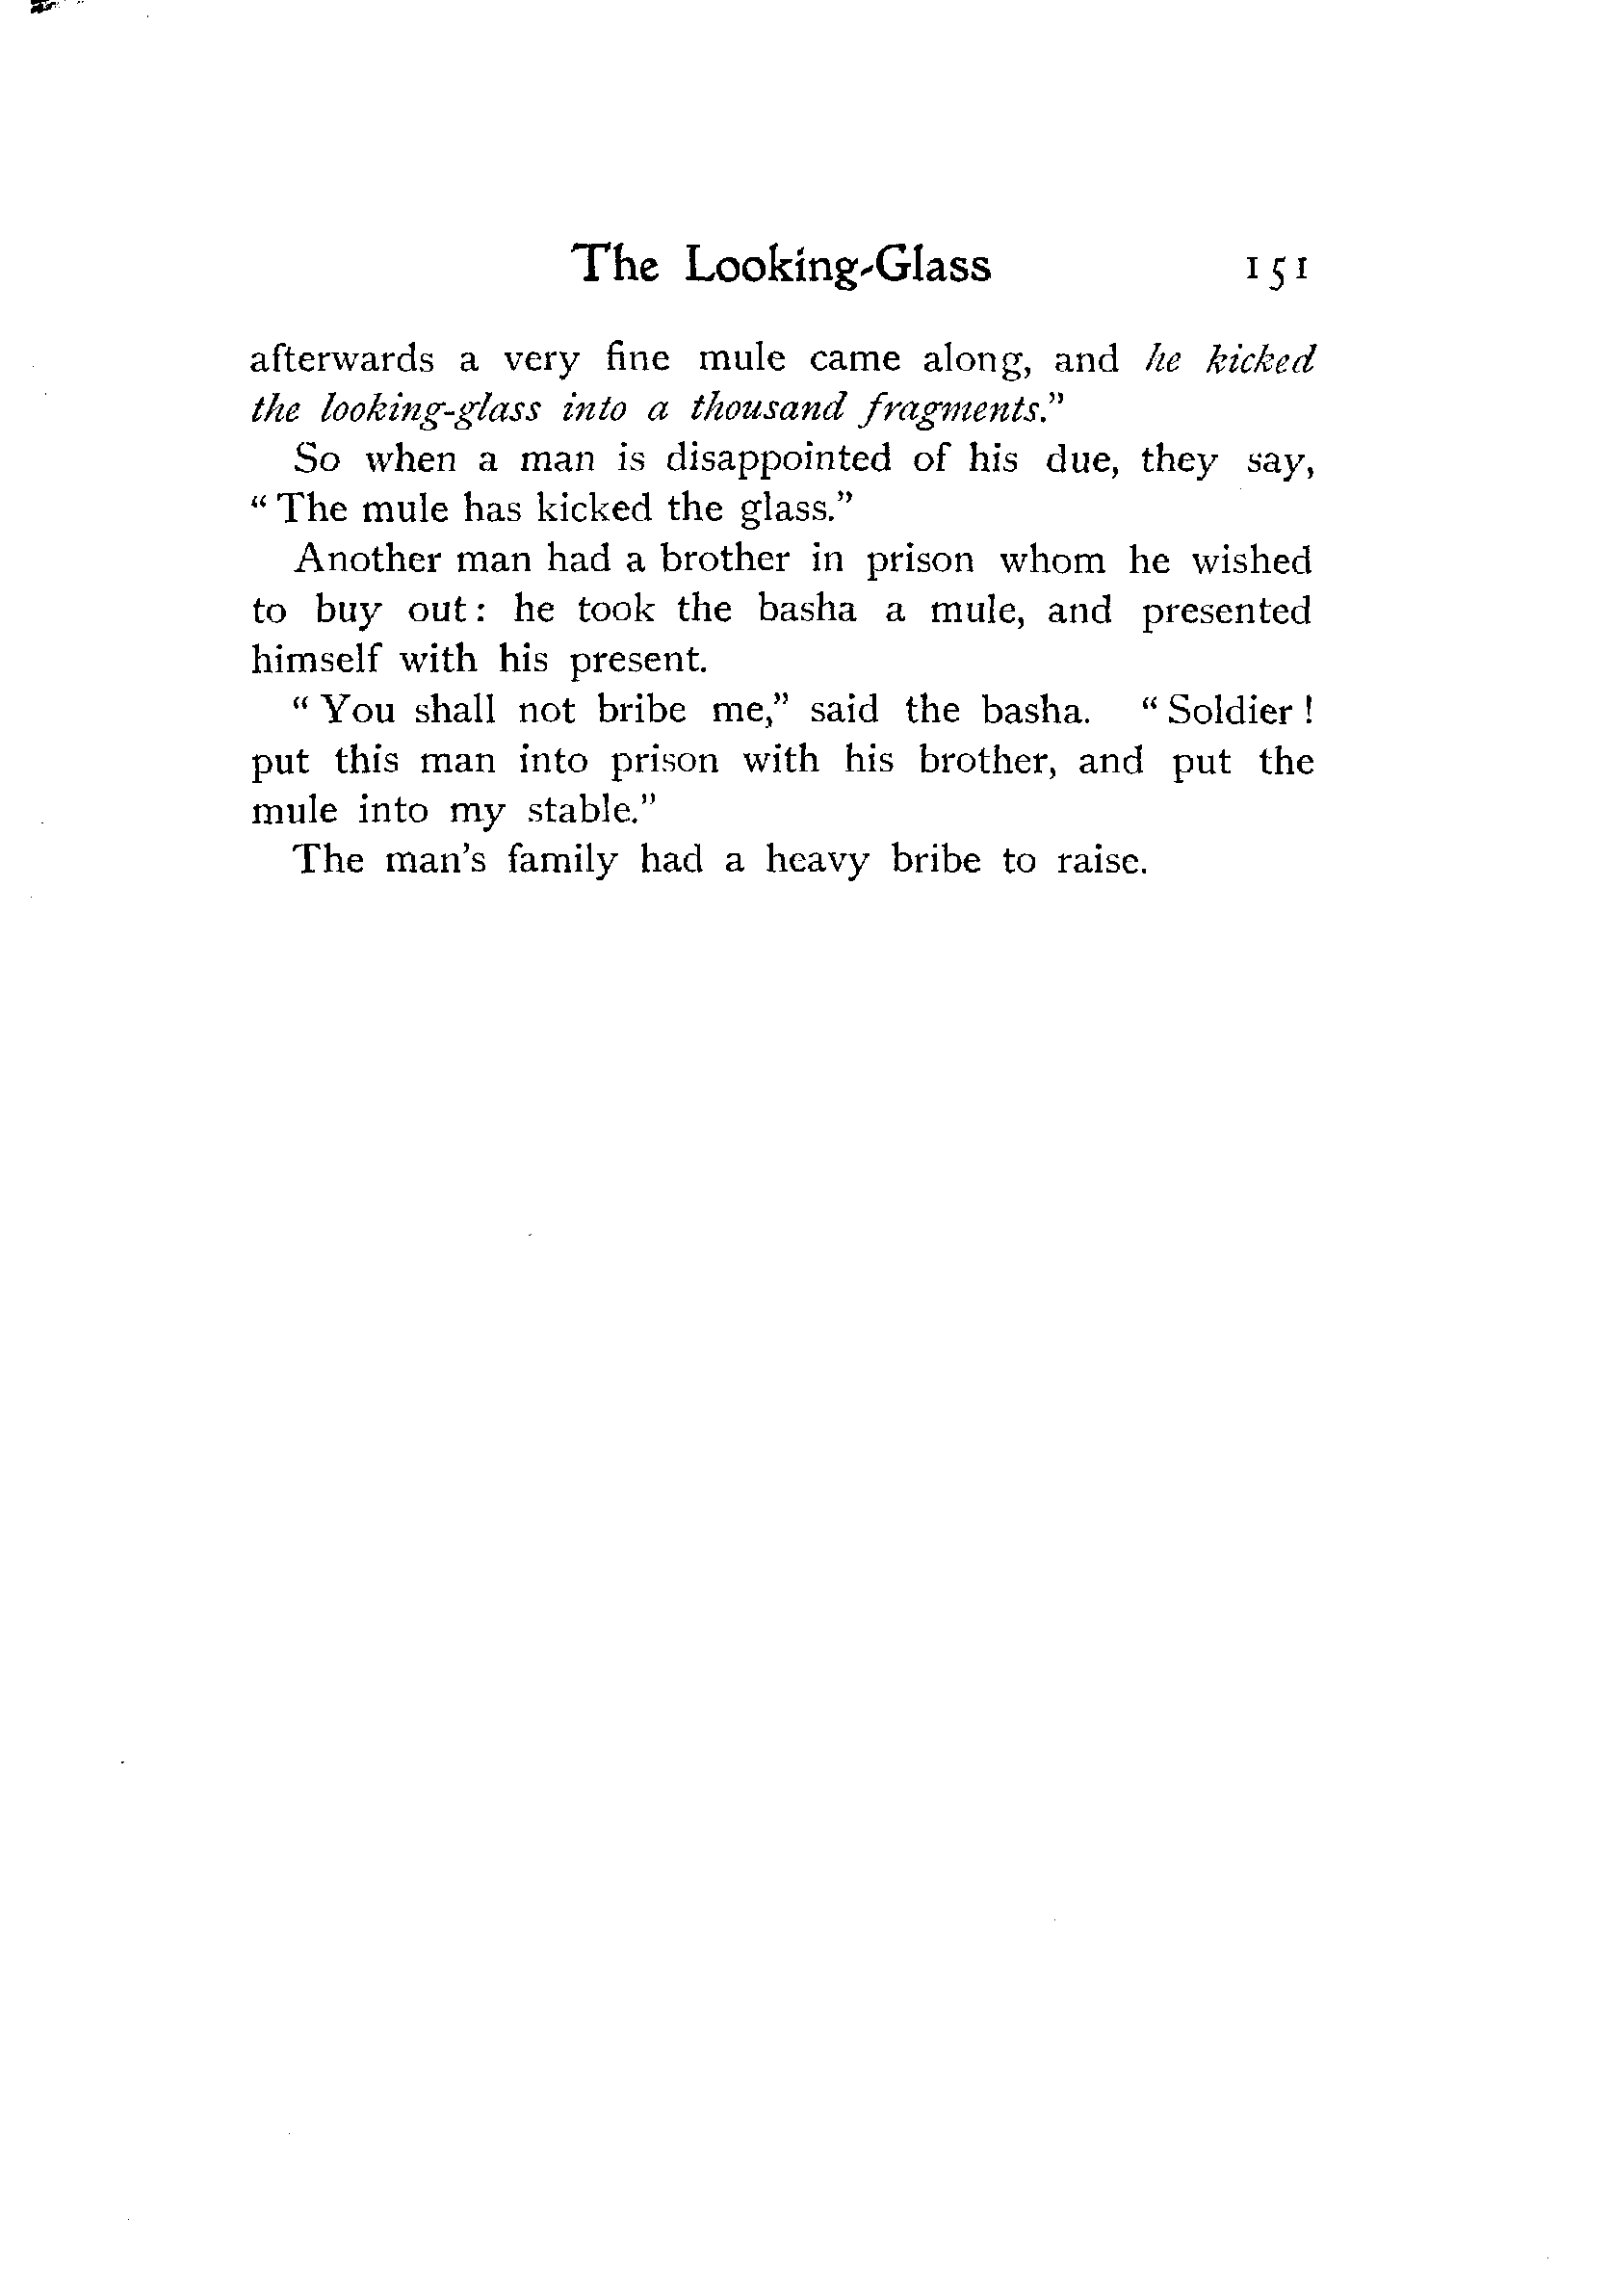 The Looking-Glass 151
afterwards a very fine mule came along, and he kicked
the looking-glass into a thousand fragments."
So when a man is disappointed of his due, they say,
"The mule has kicked the glass."
Another man had a brother in prison whom he wished
to buy out: he took the basha a mule, and presented
himself with his present.
"You shall not bribe me," said the basha. "Soldier!
put this man into prison with his brother, and put the
mule into my stable."
The man's family had a heavy bribe to raise.